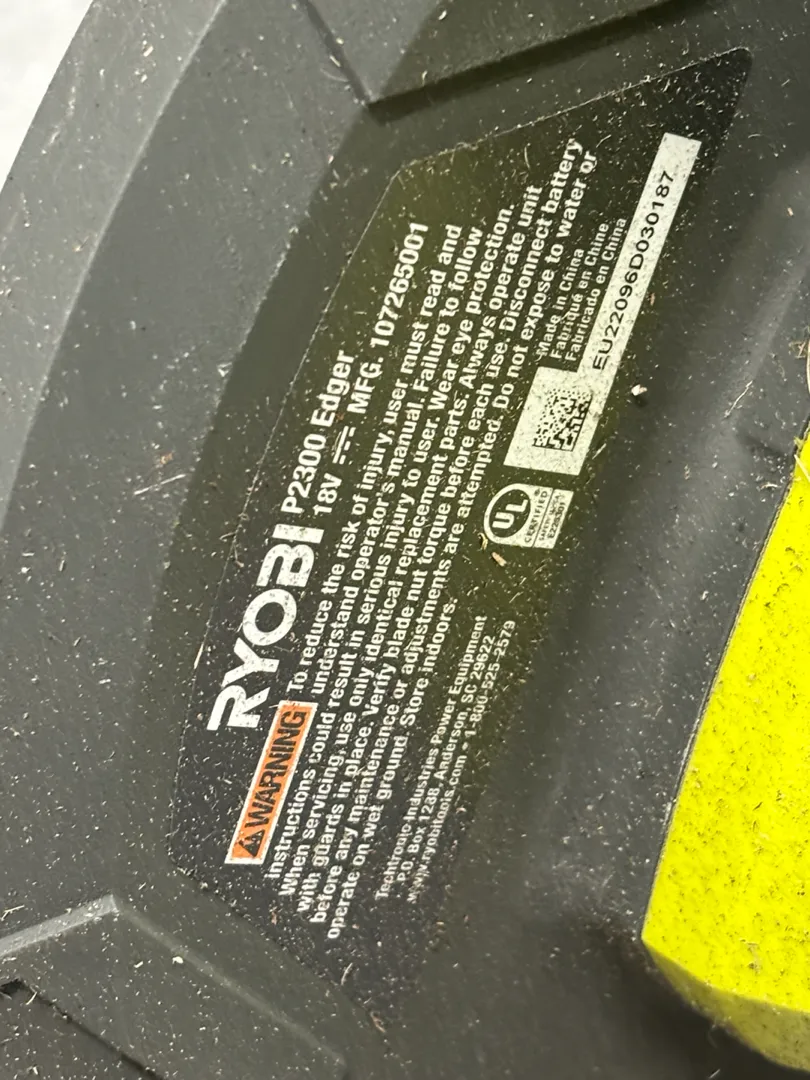 RYOBI P2300 Edger
18V MFG. 107265001
WARNING To reduce the risk of injury, user must read and
understand operator's manual. Failure to follow
instructions could result in serious injury to user. Wear eye protection.
When servicing, use only identical replacement parts. Always operate unit
with guards in place. Verify blade nut torque before each use. Disconnect battery
before any maintenance or adjustments are attempted. Do not expose to water or
operate on wet ground. Store indoors.
Techtronic Industries Power Equipment
P.O. Box 1288, Anderson, SC 29622
www.ryobitools.com • 1-800-525-2579
UL
CERTIFIED
Made in China
Fabriqué en Chine
Fabricado en China
EU22096D030187